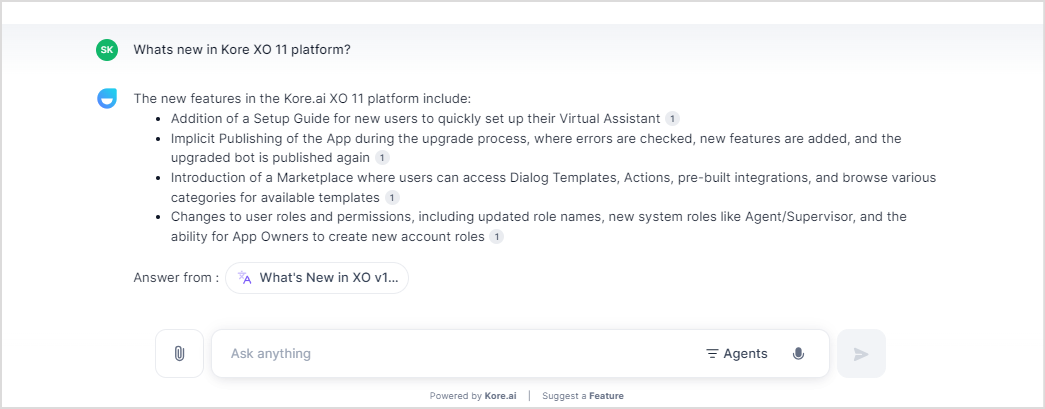 SK Whats new in Kore XO 11 platform?
The new features in the Kore.ai XO 11 platform include:
• Addition of a Setup Guide for new users to quickly set up their Virtual Assistant 1
• Implicit Publishing of the App during the upgrade process, where errors are checked, new features are added, and the
upgraded bot is published again 1
• Introduction of a Marketplace where users can access Dialog Templates, Actions, pre-built integrations, and browse various
categories for available templates 1
• Changes to user roles and permissions, including updated role names, new system roles like Agent/Supervisor, and the
ability for App Owners to create new account roles 1
Answer from : What's New in XO v1...
Ask anything Agents
Powered by Kore.ai | Suggest a Feature